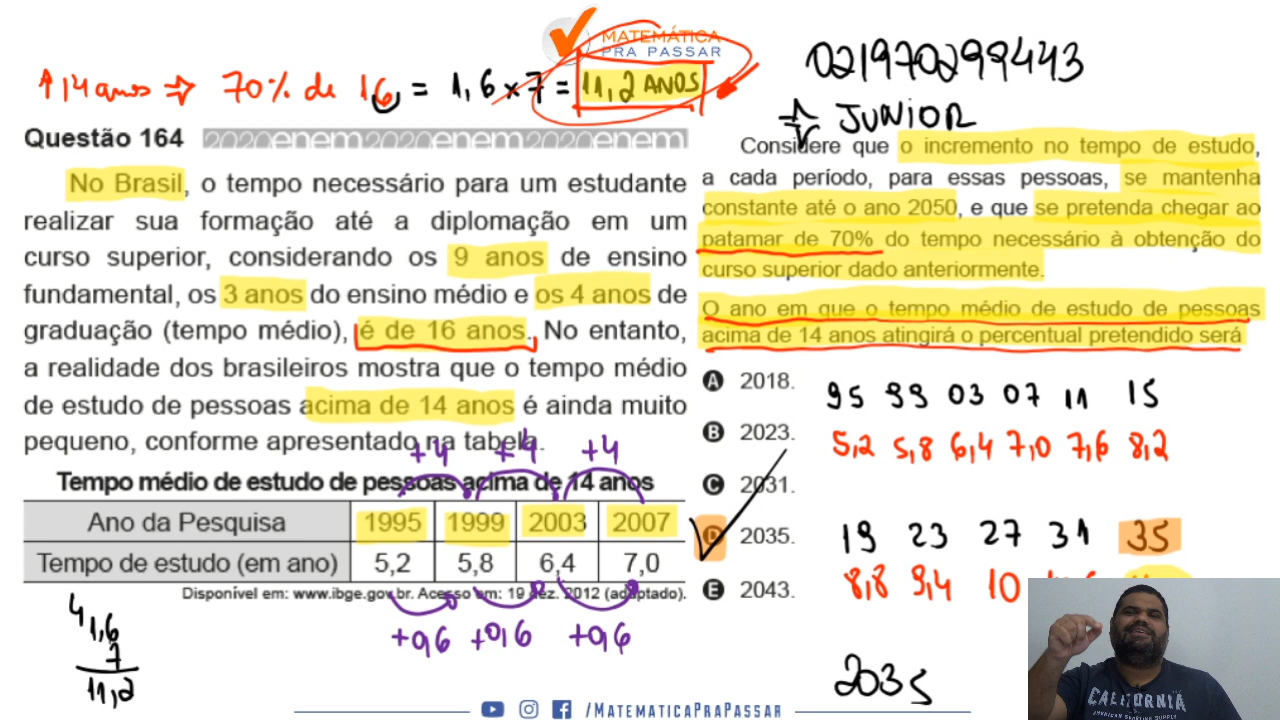 MATEMÁTICA
PRA PASSAR
↑14 anos ⇒ 70% de 16 = 1,6 x 7 = 11,2 ANOS
021970299443
JUNIOR
Questão 164 2020enem2020enem2020enem
No Brasil, o tempo necessário para um estudante
realizar sua formação até a diplomação em um
curso superior, considerando os 9 anos de ensino
fundamental, os 3 anos do ensino médio e os 4 anos de
graduação (tempo médio), é de 16 anos. No entanto,
a realidade dos brasileiros mostra que o tempo médio
de estudo de pessoas acima de 14 anos é ainda muito
pequeno, conforme apresentado na tabela.
+4 +4 +4
Tempo médio de estudo de pessoas acima de 14 anos
Ano da Pesquisa 1995 1999 2003 2007
Tempo de estudo (em ano) 5,2 5,8 6,4 7,0
Disponível em: www.ibge.gov.br. Acesso em: 19 dez. 2012 (adaptado).
+0,6 +0,6 +0,6
4
1,6
7
11,2
Considere que o incremento no tempo de estudo,
a cada período, para essas pessoas, se mantenha
constante até o ano 2050, e que se pretenda chegar ao
patamar de 70% do tempo necessário à obtenção do
curso superior dado anteriormente.
O ano em que o tempo médio de estudo de pessoas
acima de 14 anos atingirá o percentual pretendido será
A 2018.
B 2023.
C 2031.
D 2035.
E 2043.
95 99 03 07 11 15
5,2 5,8 6,4 7,0 7,6 8,2
19 23 27 31 35
8,8 9,4 10
2035
CALIFORNIA
AMERICAN SPORTING SUPPLY
/MATEMATICAPRAPASSAR